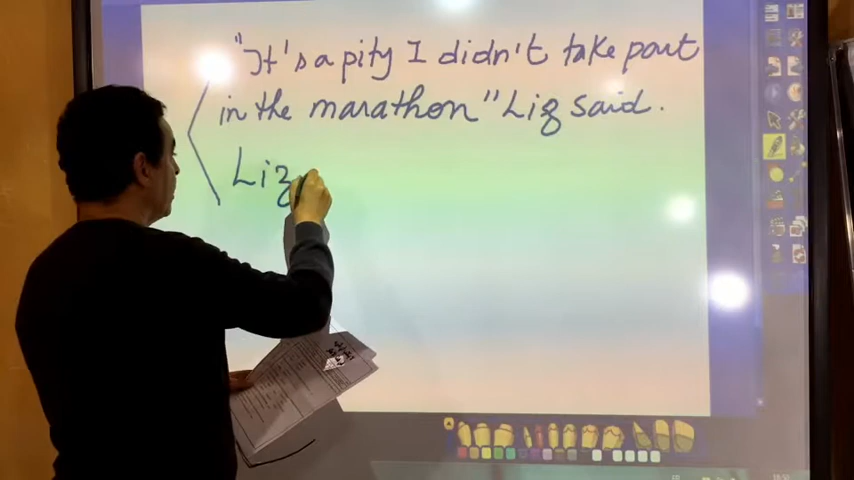 "It's a pity I didn't take part
in the marathon" Liz said.
Liz